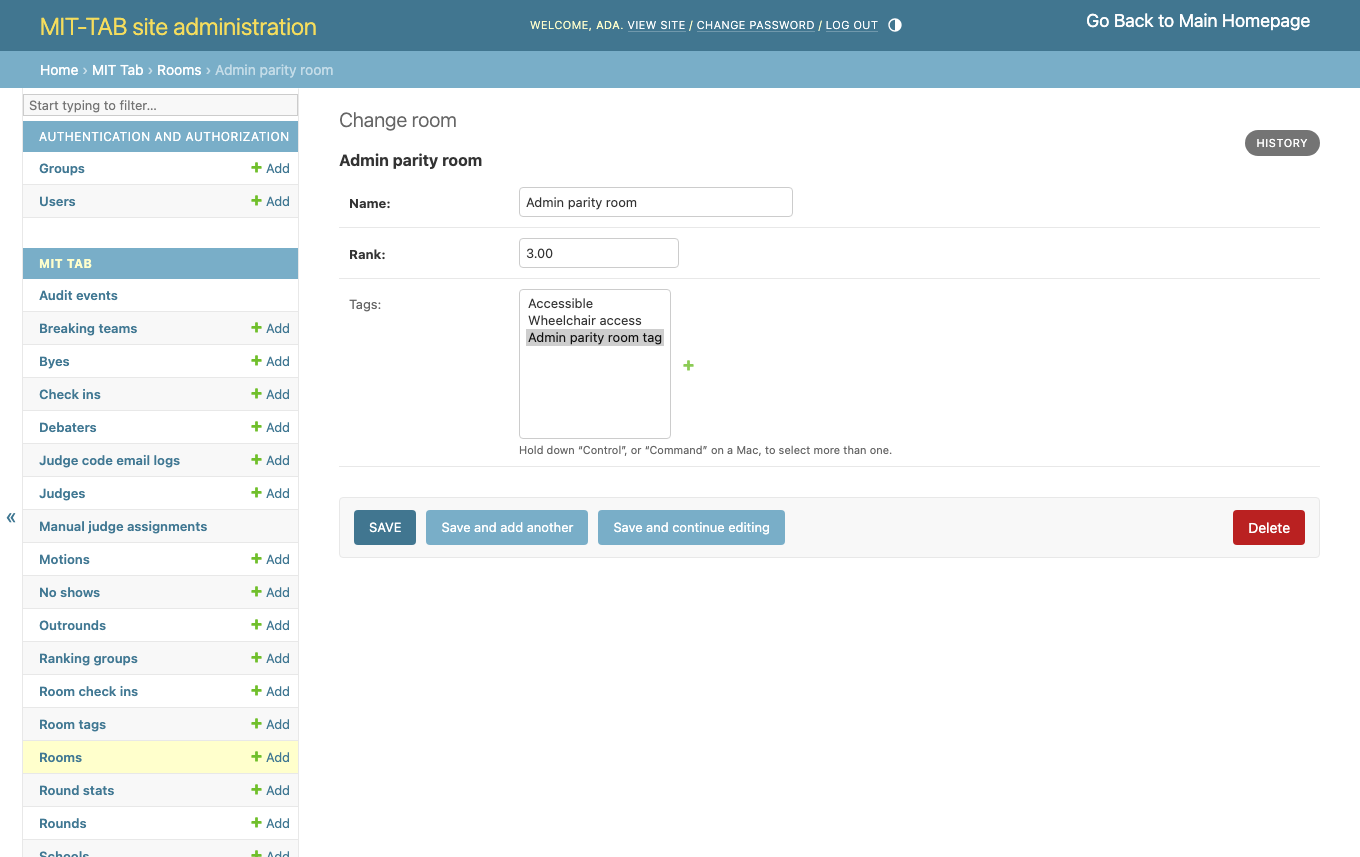 MIT-TAB site administration
WELCOME, ADA. VIEW SITE / CHANGE PASSWORD / LOG OUT
Go Back to Main Homepage
Home › MIT Tab › Rooms › Admin parity room
Start typing to filter...
AUTHENTICATION AND AUTHORIZATION
Groups + Add
Users + Add
MIT TAB
Audit events
Breaking teams + Add
Byes + Add
Check ins + Add
Debaters + Add
Judge code email logs + Add
Judges + Add
Manual judge assignments
Motions + Add
No shows + Add
Outrounds + Add
Ranking groups + Add
Room check ins + Add
Room tags + Add
Rooms + Add
Round stats + Add
Rounds + Add
Schools + Add
«
Change room
HISTORY
Admin parity room
Name: Admin parity room
Rank: 3.00
Tags:
Accessible
Wheelchair access
Admin parity room tag
+
Hold down “Control”, or “Command” on a Mac, to select more than one.
SAVE Save and add another Save and continue editing Delete